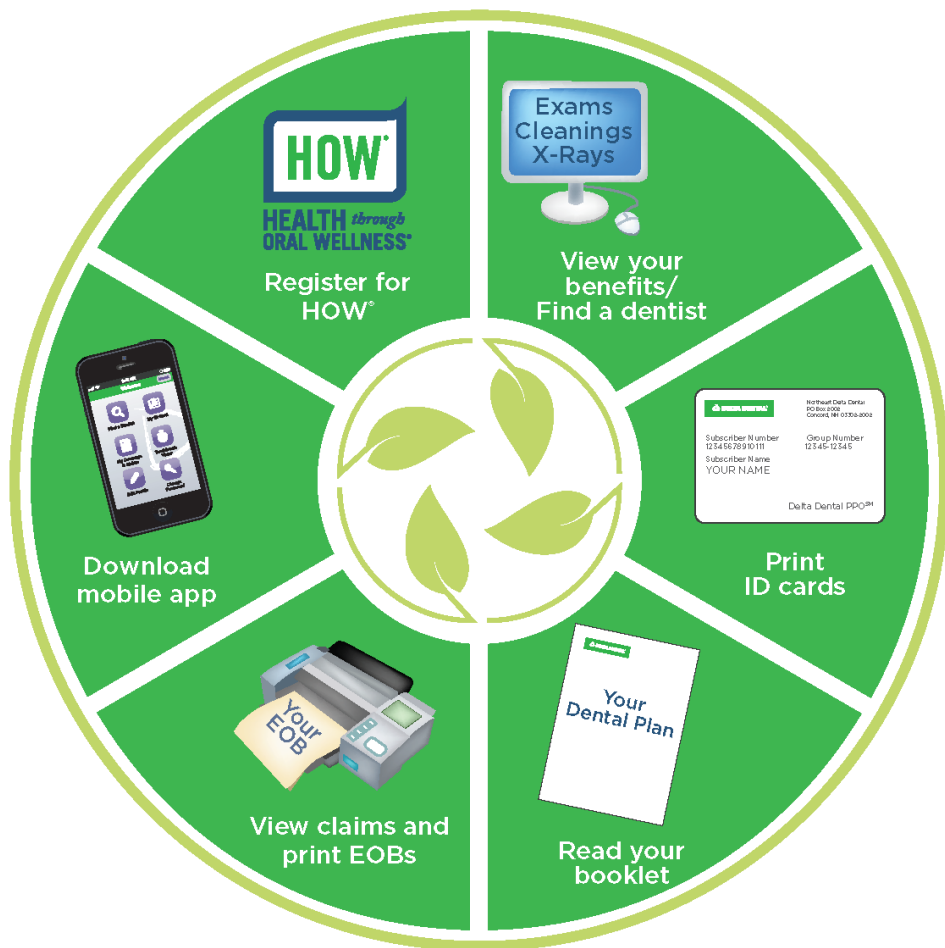 HOW®
HEALTH through
ORAL WELLNESS®
Register for
HOW®
Exams
Cleanings
X-Rays
View your
benefits/
Find a dentist
DELTA DENTAL
Northeast Delta Dental
PO Box 2002
Concord, NH 03302-2002
Subscriber Number
12345678910111
Group Number
12345-12345
Subscriber Name
YOUR NAME
Delta Dental PPO℠
Print
ID cards
Your
Dental Plan
Read your
booklet
Your
EOB
View claims and
print EOBs
Download
mobile app